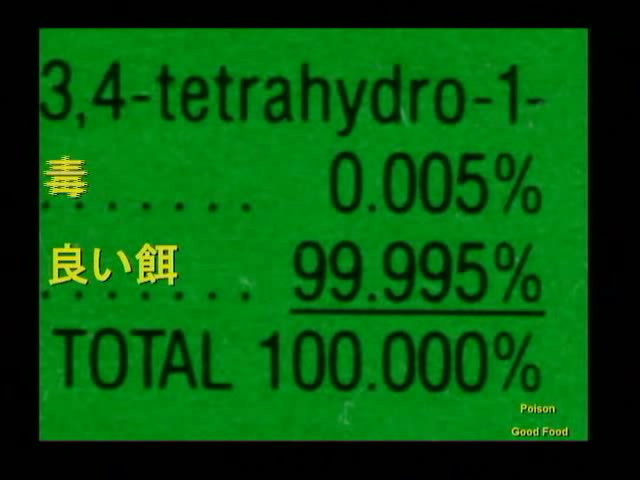 3,4-tetrahydro-1-
毒
....... 0.005%
良い餌
....... 99.995%
TOTAL 100.000%
Poison
Good Food